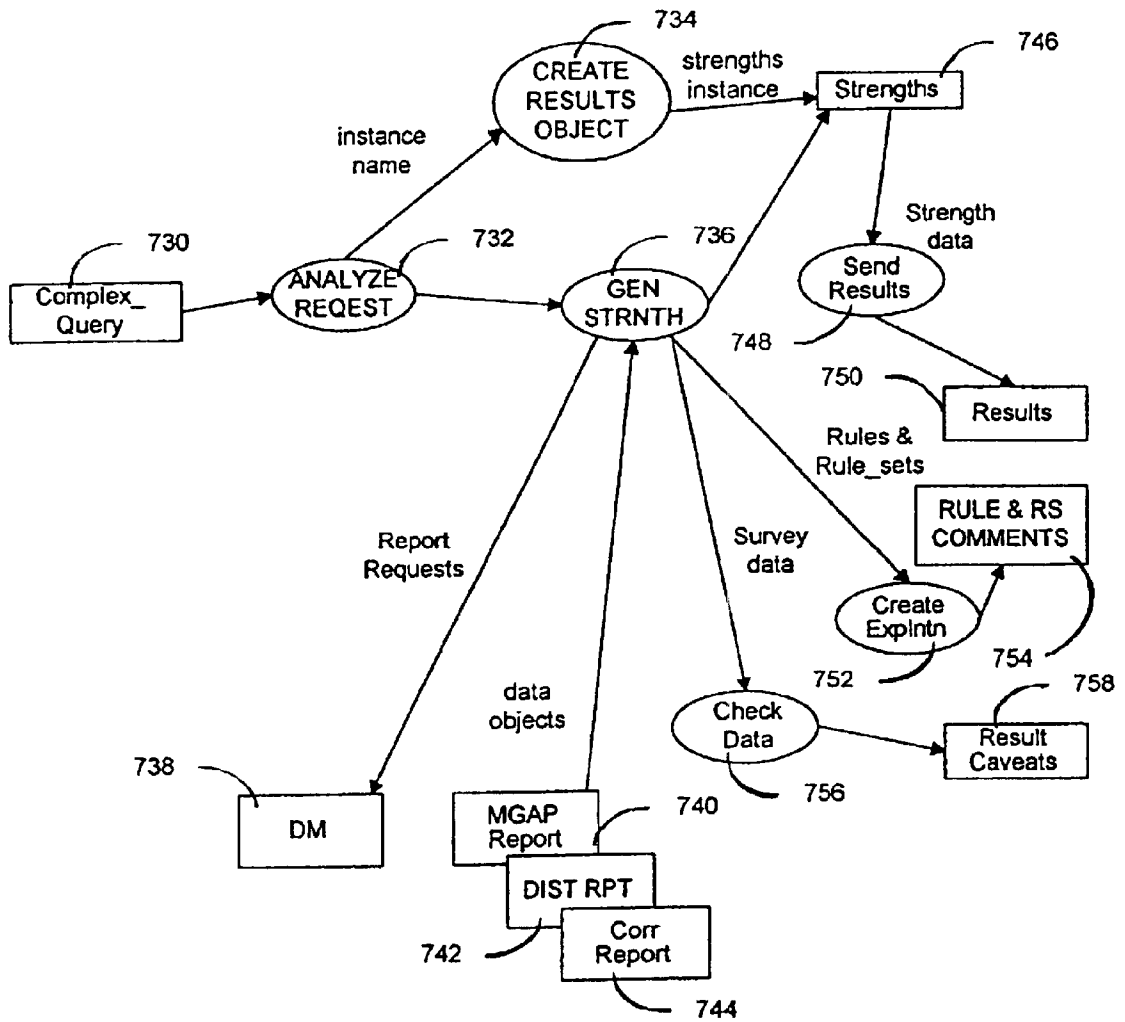 734
746
CREATE
RESULTS
OBJECT
strengths
instance
Strengths
instance
name
730
732
736
Strength
data
Complex_
Query
ANALYZE
REQEST
GEN
STRNTH
Send
Results
748
750
Results
Rules &
Rule_sets
RULE & RS
COMMENTS
Report
Requests
Survey
data
Create
Explntn
752
754
758
data
objects
Check
Data
Result
Caveats
738
756
DM
MGAP
Report
740
DIST RPT
742
Corr
Report
744